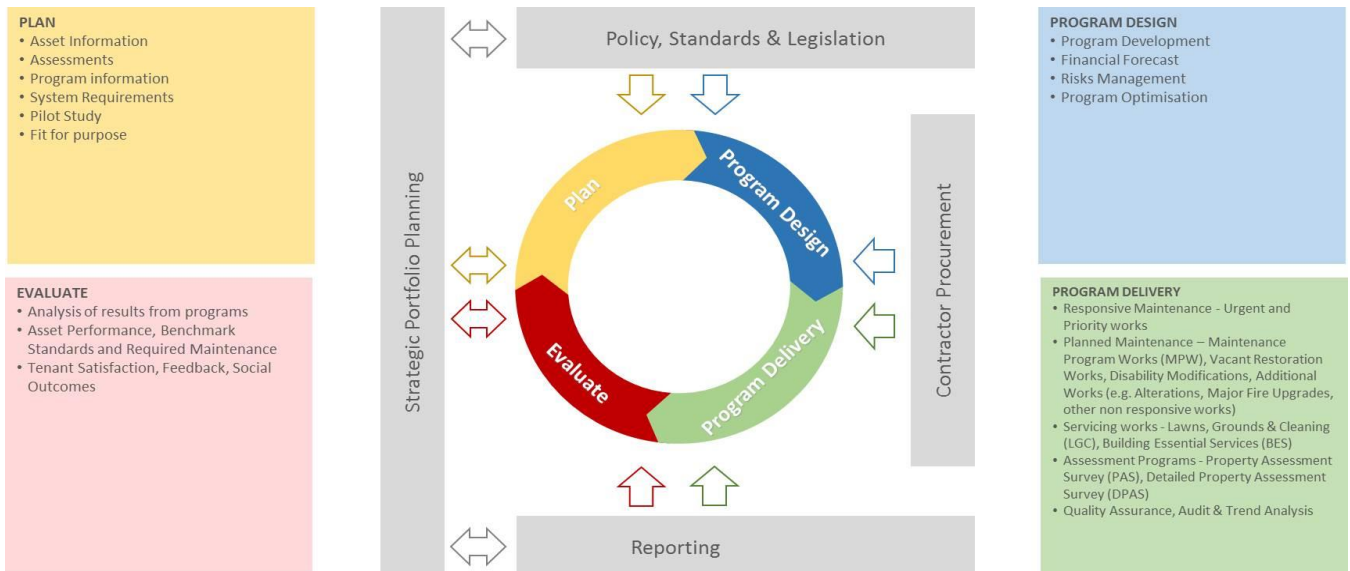 PLAN
• Asset Information
• Assessments
• Program information
• System Requirements
• Pilot Study
• Fit for purpose
EVALUATE
• Analysis of results from programs
• Asset Performance, Benchmark
Standards and Required Maintenance
• Tenant Satisfaction, Feedback, Social
Outcomes
Strategic Portfolio Planning
Policy, Standards & Legislation
Plan
Program Design
Evaluate
Program Delivery
Reporting
Contractor Procurement
PROGRAM DESIGN
• Program Development
• Financial Forecast
• Risks Management
• Program Optimisation
PROGRAM DELIVERY
• Responsive Maintenance - Urgent and
Priority works
• Planned Maintenance – Maintenance
Program Works (MPW), Vacant Restoration
Works, Disability Modifications, Additional
Works (e.g. Alterations, Major Fire Upgrades,
other non responsive works)
• Servicing works - Lawns, Grounds & Cleaning
(LGC), Building Essential Services (BES)
• Assessment Programs - Property Assessment
Survey (PAS), Detailed Property Assessment
Survey (DPAS)
• Quality Assurance, Audit & Trend Analysis